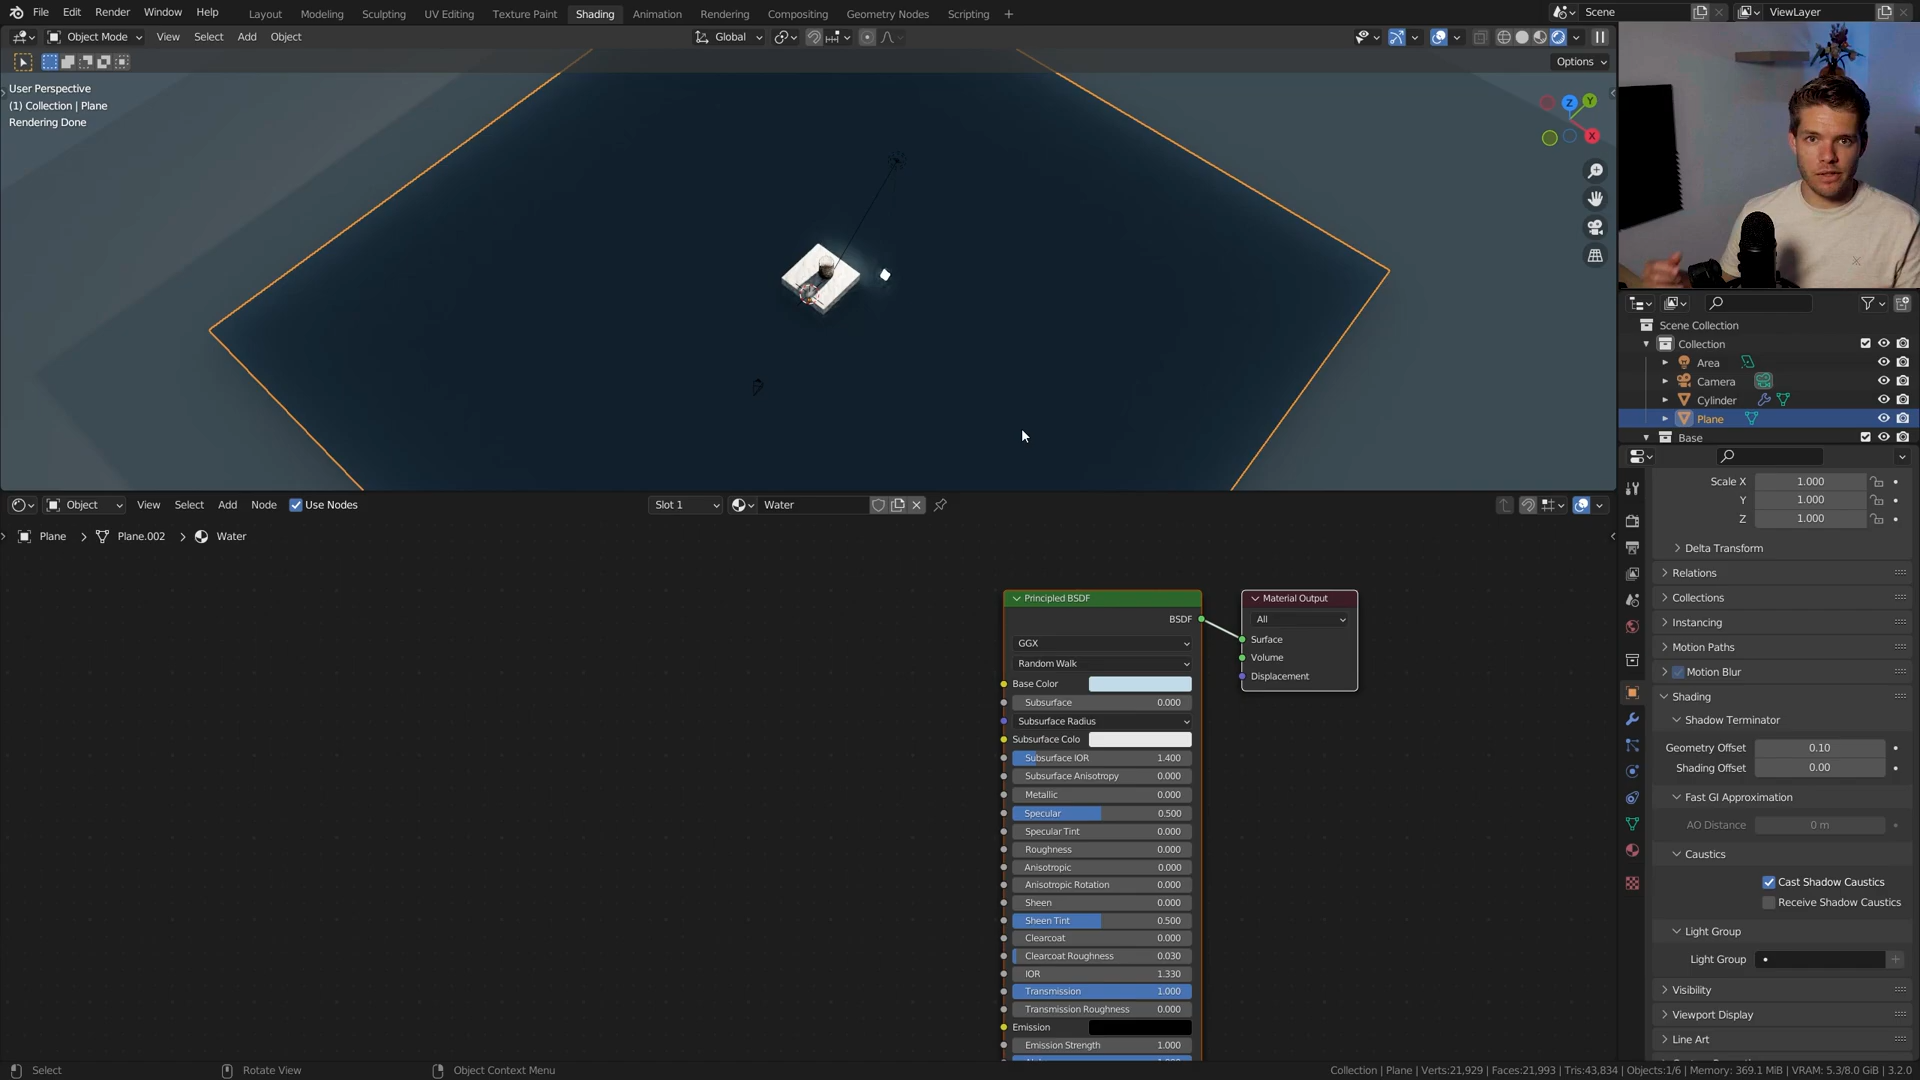 File Edit Render Window Help Layout Modeling Sculpting UV Editing Texture Paint Shading Animation Rendering Compositing Geometry Nodes Scripting + Scene ViewLayer
Object Mode View Select Add Object Global
Options
User Perspective
(1) Collection | Plane
Rendering Done
Z Y X
Scene Collection
Collection
Area
Camera
Cylinder
Plane
Base
Object View Select Add Node Use Nodes Slot 1 Water
Plane > Plane.002 > Water
Principled BSDF
BSDF
GGX
Random Walk
Base Color
Subsurface 0.000
Subsurface Radius
Subsurface Colo
Subsurface IOR 1.400
Subsurface Anisotropy 0.000
Metallic 0.000
Specular 0.500
Specular Tint 0.000
Roughness 0.000
Anisotropic 0.000
Anisotropic Rotation 0.000
Sheen 0.000
Sheen Tint 0.500
Clearcoat 0.000
Clearcoat Roughness 0.030
IOR 1.330
Transmission 1.000
Transmission Roughness 0.000
Emission
Emission Strength 1.000
Material Output
All
Surface
Volume
Displacement
Scale X 1.000
Y 1.000
Z 1.000
Delta Transform
Relations
Collections
Instancing
Motion Paths
Motion Blur
Shading
Shadow Terminator
Geometry Offset 0.10
Shading Offset 0.00
Fast GI Approximation
AO Distance 0 m
Caustics
Cast Shadow Caustics
Receive Shadow Caustics
Light Group
Light Group
Visibility
Viewport Display
Line Art
Select Rotate View Object Context Menu Collection | Plane | Verts:21,929 | Faces:21,993 | Tris:43,834 | Objects:1/6 | Memory: 369.1 MiB | VRAM: 5.3/8.0 GiB | 3.2.0